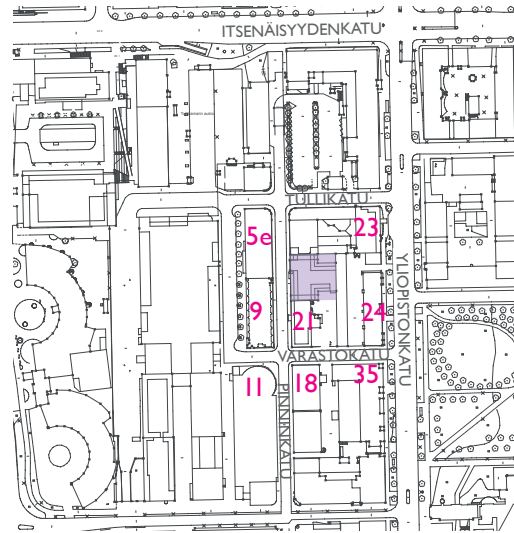 ITSENÄISYYDENKATU
TULLIKATU
5e
23
YLIOPISTONKATU
9
21
24
VARASTOKATU
11
PINNINKATU
18
35